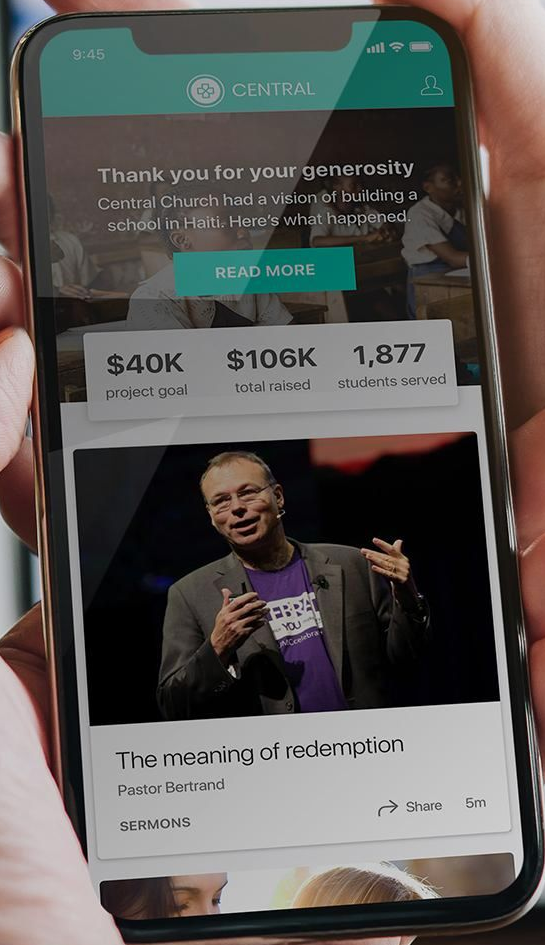 9:45
CENTRAL
Thank you for your generosity
Central Church had a vision of building a
school in Haiti. Here's what happened.
READ MORE
$40K $106K 1,877
project goal total raised students served
YOU
The meaning of redemption
Pastor Bertrand
Share 5m
SERMONS